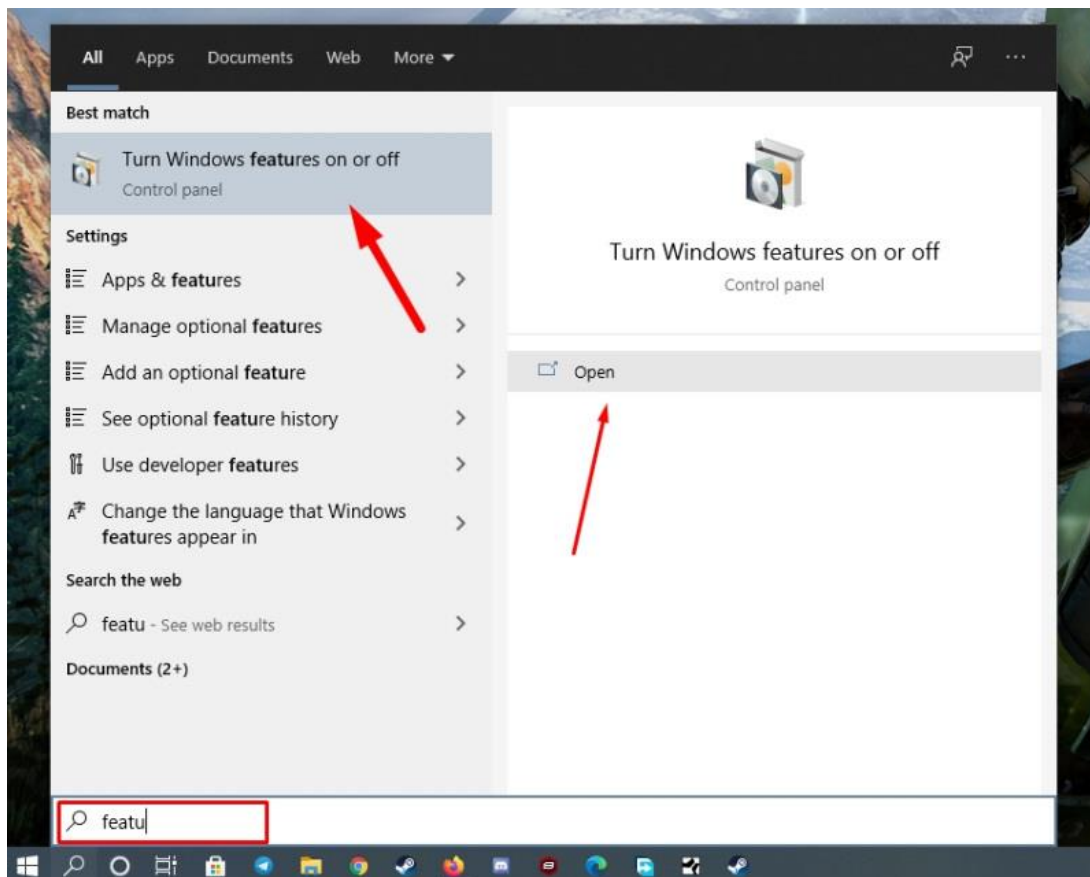 All Apps Documents Web More
Best match
Turn Windows features on or off
Control panel
Settings
Apps & features
Manage optional features
Add an optional feature
See optional feature history
Use developer features
Change the language that Windows
features appear in
Search the web
featu - See web results
Documents (2+)
Turn Windows features on or off
Control panel
Open
featu